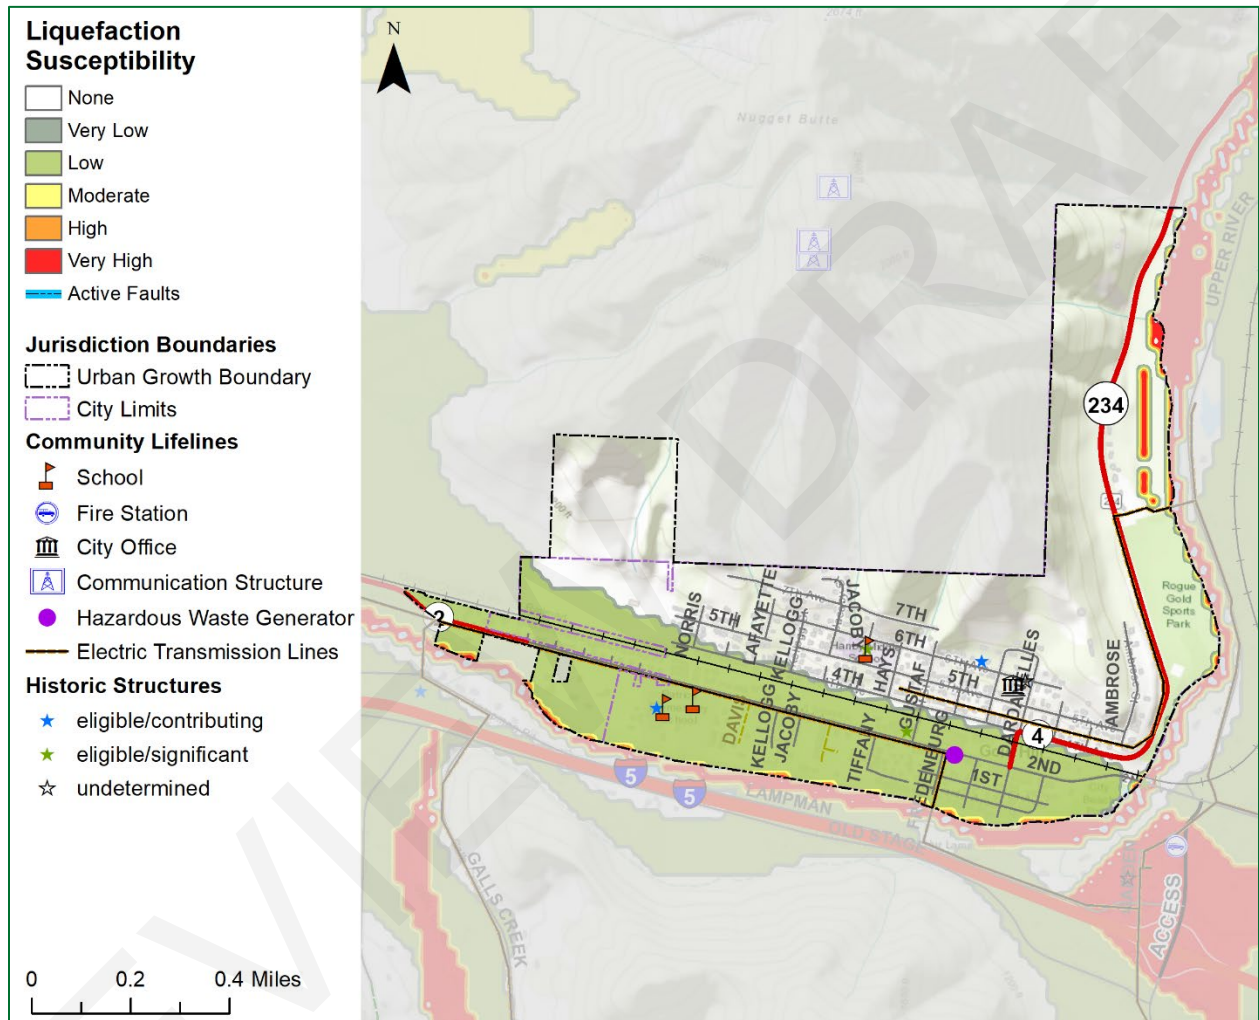 Liquefaction
Susceptibility
None
Very Low
Low
Moderate
High
Very High
Active Faults
Jurisdiction Boundaries
Urban Growth Boundary
City Limits
Community Lifelines
School
Fire Station
City Office
Communication Structure
Hazardous Waste Generator
Electric Transmission Lines
Historic Structures
eligible/contributing
eligible/significant
undetermined
0 0.2 0.4 Miles
N
Nugget Butte
UPPER RIVER
234
Rogue
Gold
Sports
Park
NORRIS
5TH
LAFAYETTE
KELLOGG
JACOBY
7TH
6TH
HAYS
4TH
GUSTAF
5TH
DARDANELLES
AMBROSE
2
4
DAVIS
KELLOGG
JACOBY
TIFFANY
FREDENBURG
2ND
1ST
5
5
LAMPMAN
OLD STAGE
GALLS CREEK
ACCESS